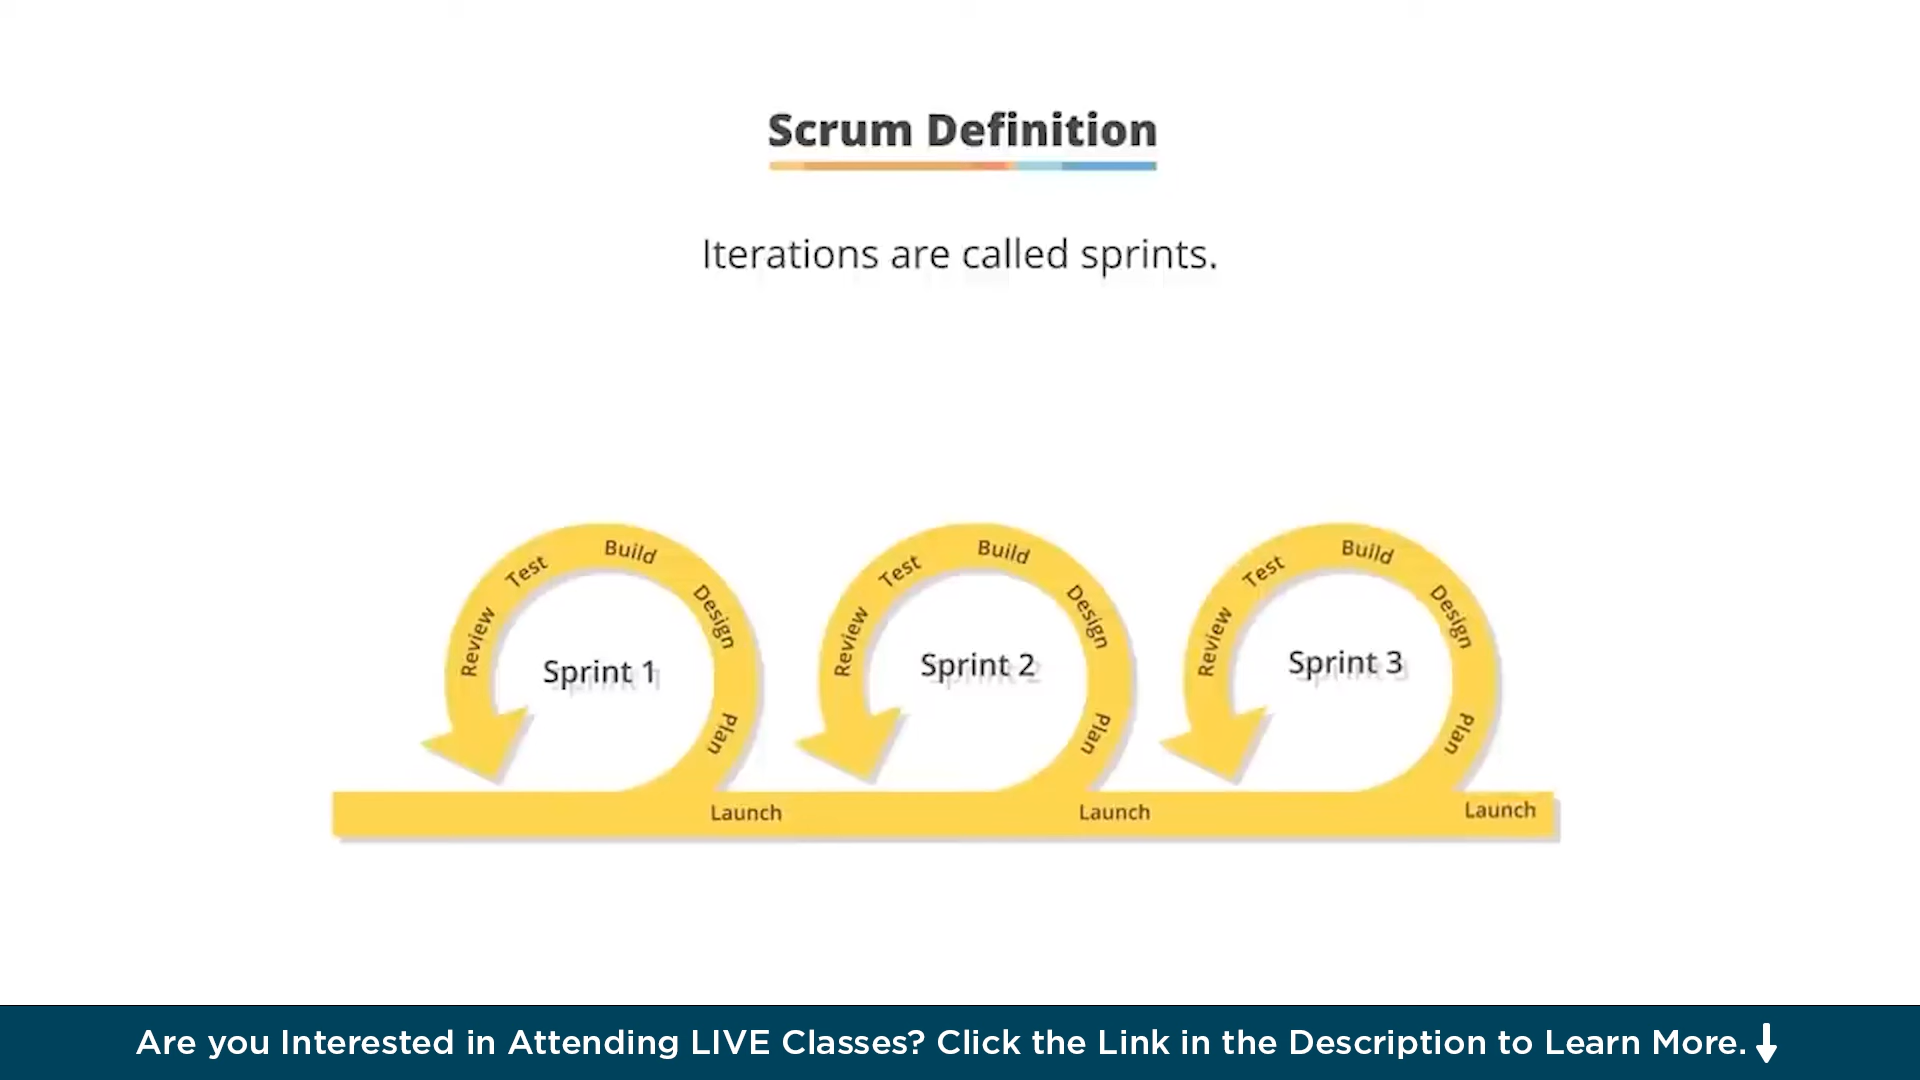 Scrum Definition
Iterations are called sprints.
Plan
Design
Build
Test
Review
Sprint 1
Launch
Plan
Design
Build
Test
Review
Sprint 2
Launch
Plan
Design
Build
Test
Review
Sprint 3
Launch
Are you Interested in Attending LIVE Classes? Click the Link in the Description to Learn More.